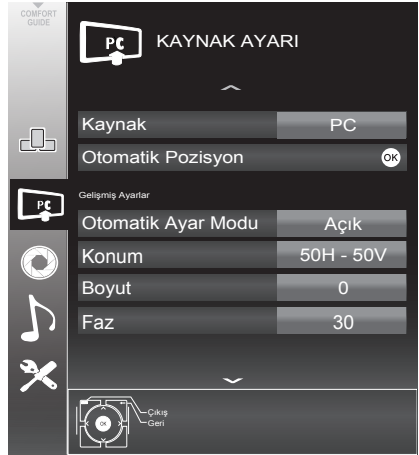 COMFORT
GUIDE
PC KAYNAK AYARI
Kaynak PC
Otomatik Pozisyon OK
PC
Gelişmiş Ayarlar
Otomatik Ayar Modu Açık
Konum 50H - 50V
Boyut 0
Faz 30
Çıkış
OK
Geri